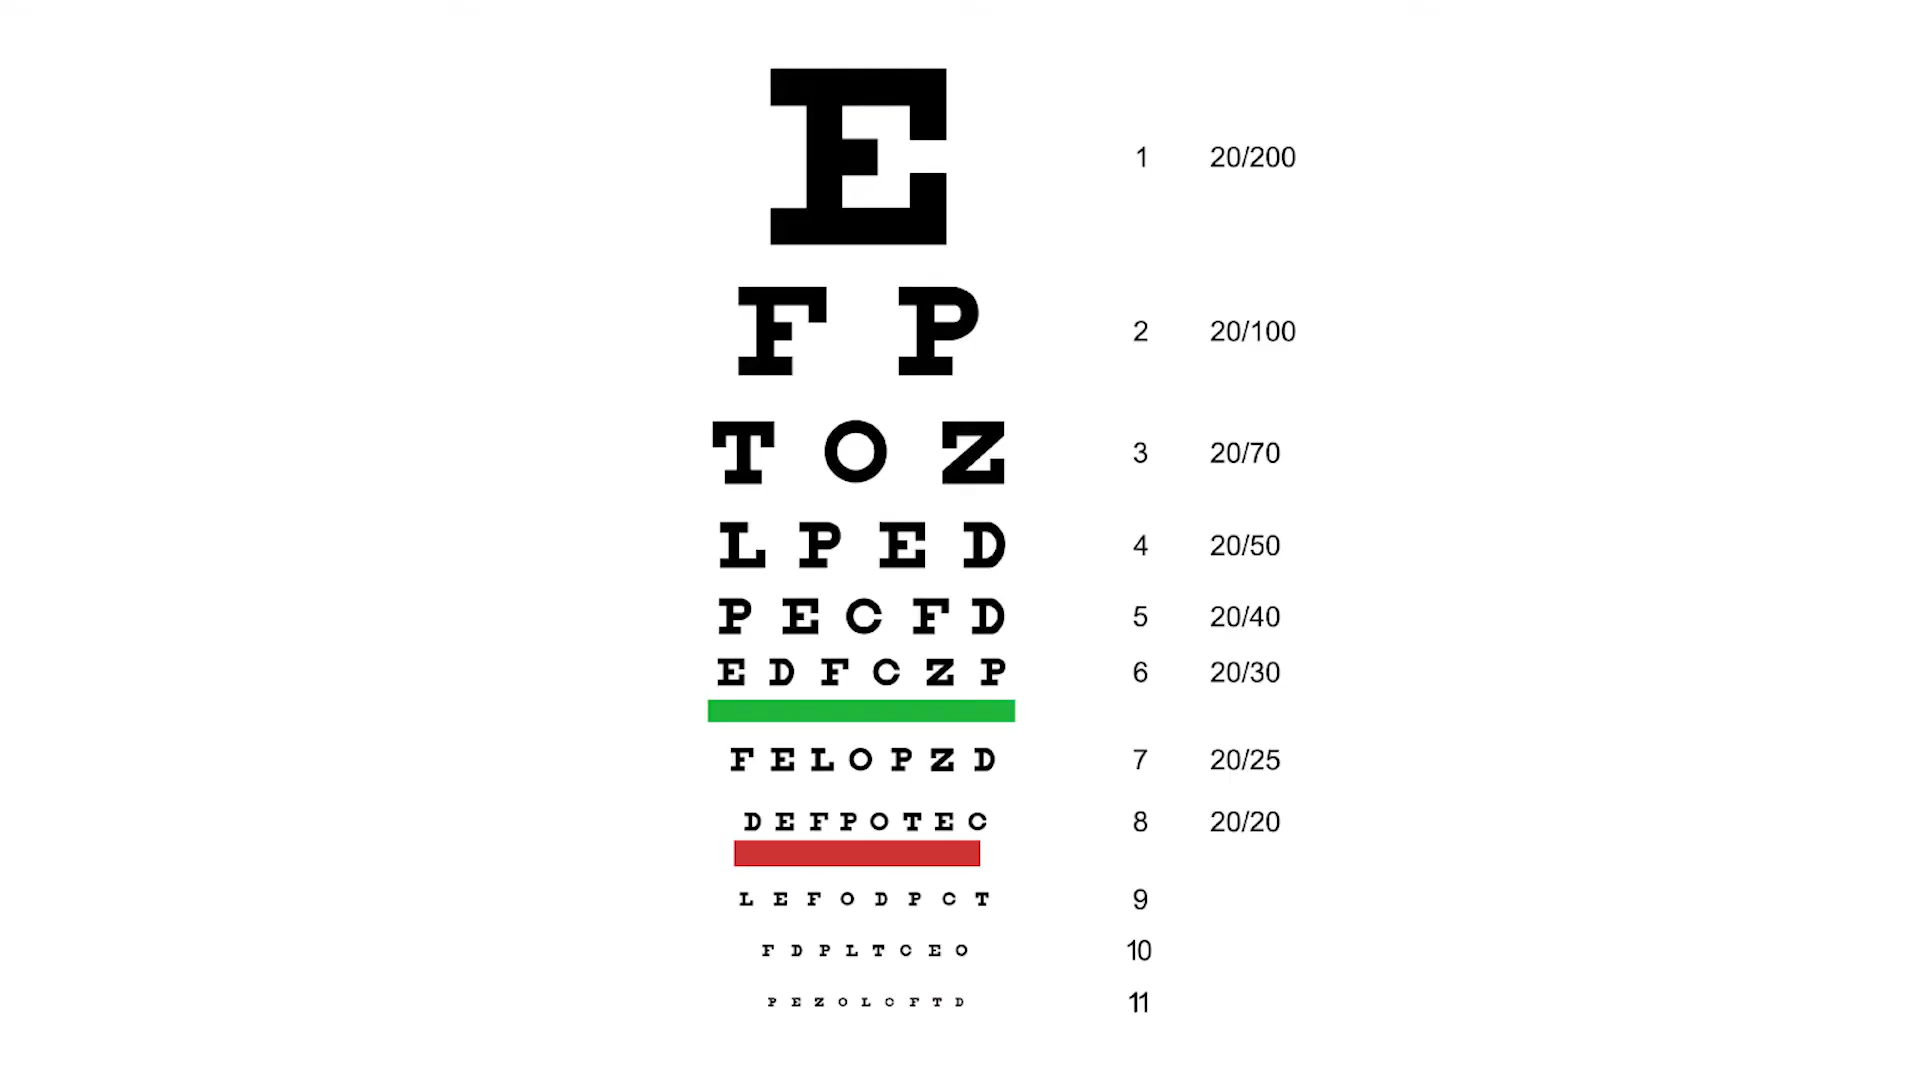 E 1 20/200
F P 2 20/100
T O Z 3 20/70
L P E D 4 20/50
P E C F D 5 20/40
E D F C Z P 6 20/30
F E L O P Z D 7 20/25
D E F P O T E C 8 20/20
L E F O D P C T 9
F D P L T C E O 10
P E Z O L C F T D 11